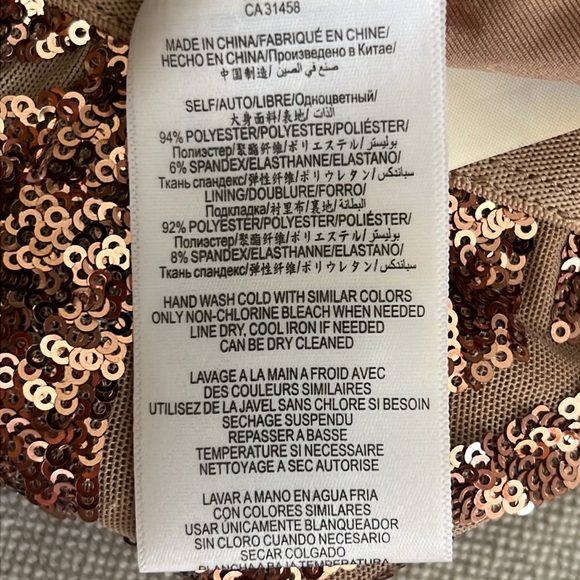 CA 31458
MADE IN CHINA/FABRIQUÉ EN CHINE/
HECHO EN CHINA/Произведено в Китае/
中国制造/ صنع في الصين/
SELF/AUTO/LIBRE/Одноцветный/
大身面料/表地/ الذات/
94% POLYESTER/POLYESTER/POLIÉSTER/
Полиэстер/聚酯纤维/ポリエステル/بوليستر/
6% SPANDEX/ELASTHANNE/ELASTANO/
Ткань спандекс/弹性纤维/ポリウレタン/سباندكس/
LINING/DOUBLURE/FORRO/
Подкладка/衬里布/裏地/البطانة/
92% POLYESTER/POLYESTER/POLIÉSTER/
Полиэстер/聚酯纤维/ポリエステル/بوليستر/
8% SPANDEX/ELASTHANNE/ELASTANO/
Ткань спандекс/弹性纤维/ポリウレタン/سباندكس/
HAND WASH COLD WITH SIMILAR COLORS
ONLY NON-CHLORINE BLEACH WHEN NEEDED
LINE DRY, COOL IRON IF NEEDED
CAN BE DRY CLEANED
LAVAGE A LA MAIN A FROID AVEC
DES COULEURS SIMILAIRES
UTILISEZ DE LA JAVEL SANS CHLORE SI BESOIN
SECHAGE SUSPENDU
REPASSER A BASSE
TEMPERATURE SI NECESSAIRE
NETTOYAGE A SEC AUTORISE
LAVAR A MANO EN AGUA FRIA
CON COLORES SIMILARES
USAR ÚNICAMENTE BLANQUEADOR
SIN CLORO CUANDO NECESARIO
SECAR COLGADO
PLANCHA A BAJA TEMPERATURA